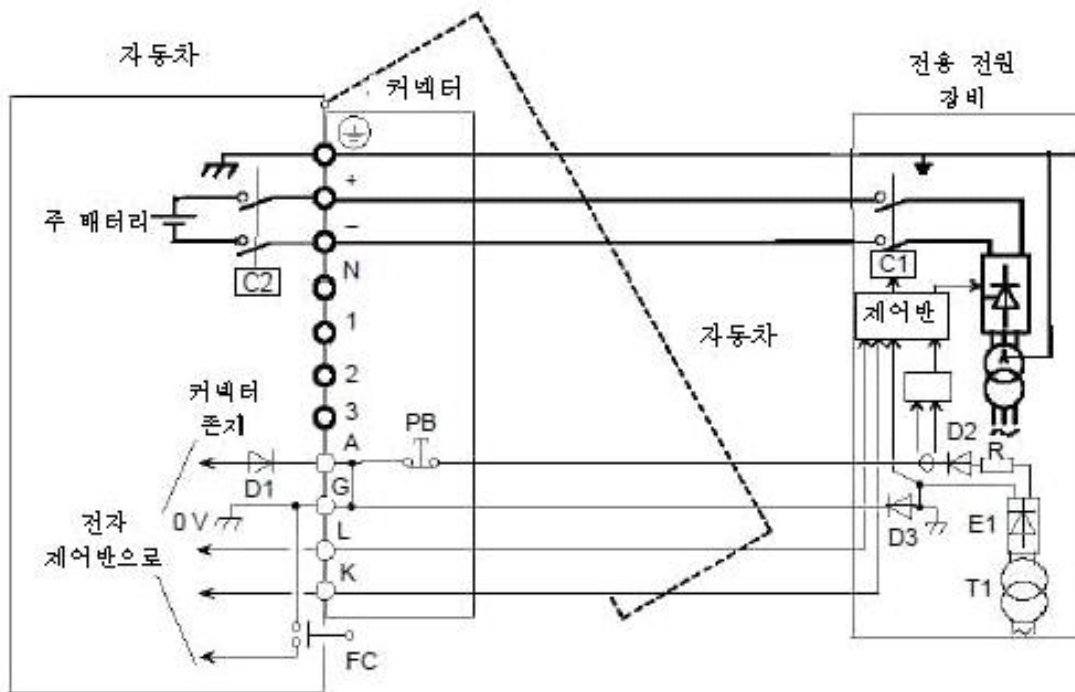 자동차
커넥터
전용 전원
장비
+
주 배터리
−
C2
N
C1
1
제어반
자동차
2
3
커넥터
존지
A
PB
D2
R
D1
G
0 V
L
D3
E1
전자
제어반으로
K
T1
FC